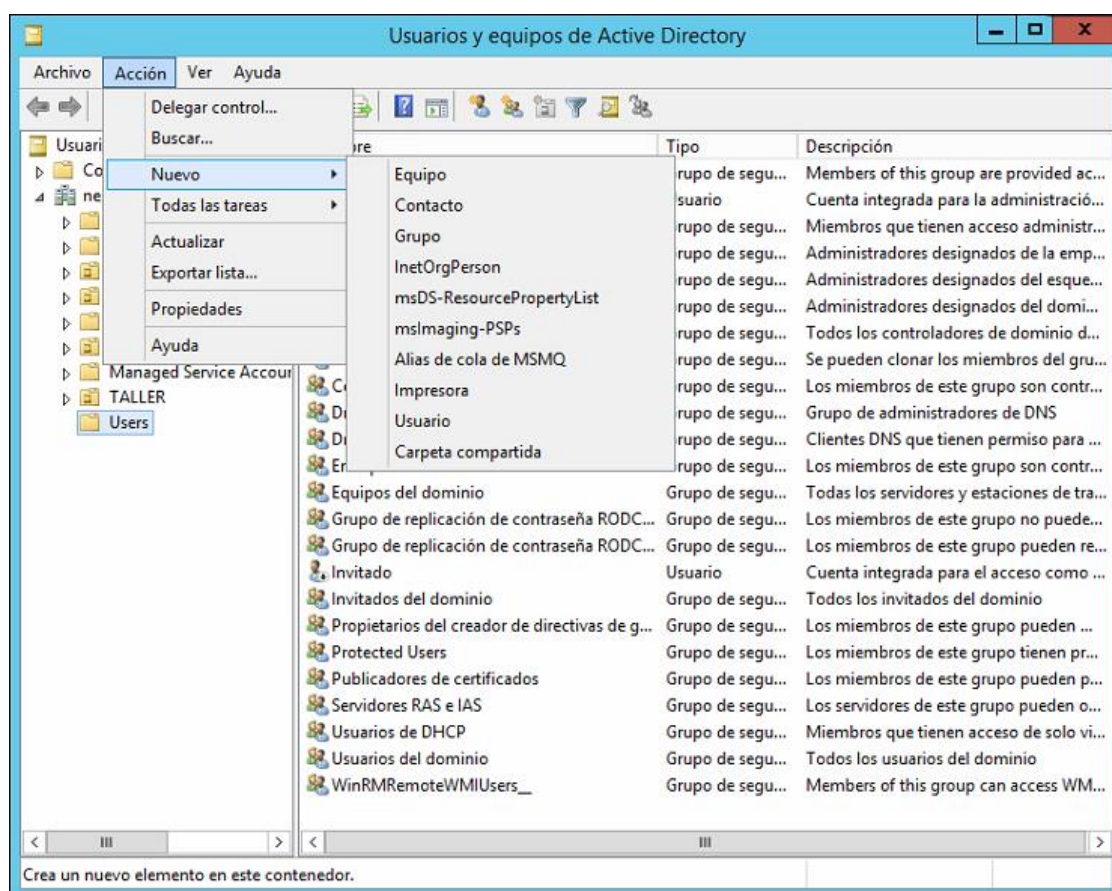 Usuarios y equipos de Active Directory
Archivo Acción Ver Ayuda
Delegar control...
Buscar...
Nuevo
Todas las tareas
Actualizar
Exportar lista...
Propiedades
Ayuda
Equipo
Contacto
Grupo
InetOrgPerson
msDS-ResourcePropertyList
msImaging-PSPs
Alias de cola de MSMQ
Impresora
Usuario
Carpeta compartida
Usuari
Co
ne
Managed Service Accour
TALLER
Users
Tipo Descripción
Members of this group are provided ac...
Cuenta integrada para la administració...
Miembros que tienen acceso administr...
Administradores designados de la emp...
Administradores designados del esque...
Administradores designados del domi...
Todos los controladores de dominio d...
Se pueden clonar los miembros del gru...
Los miembros de este grupo son contr...
Grupo de administradores de DNS
Clientes DNS que tienen permiso para ...
Los miembros de este grupo son contr...
Equipos del dominio Grupo de segu... Todas los servidores y estaciones de tra...
Grupo de replicación de contraseña RODC... Grupo de segu... Los miembros de este grupo no puede...
Grupo de replicación de contraseña RODC... Grupo de segu... Los miembros de este grupo pueden re...
Invitado Usuario Cuenta integrada para el acceso como ...
Invitados del dominio Grupo de segu... Todos los invitados del dominio
Propietarios del creador de directivas de g... Grupo de segu... Los miembros de este grupo pueden ...
Protected Users Grupo de segu... Los miembros de este grupo tienen pr...
Publicadores de certificados Grupo de segu... Los miembros de este grupo pueden p...
Servidores RAS e IAS Grupo de segu... Los servidores de este grupo pueden o...
Usuarios de DHCP Grupo de segu... Miembros que tienen acceso de solo vi...
Usuarios del dominio Grupo de segu... Todos los usuarios del dominio
WinRMRemoteWMIUsers__ Grupo de segu... Members of this group can access WM...
Crea un nuevo elemento en este contenedor.